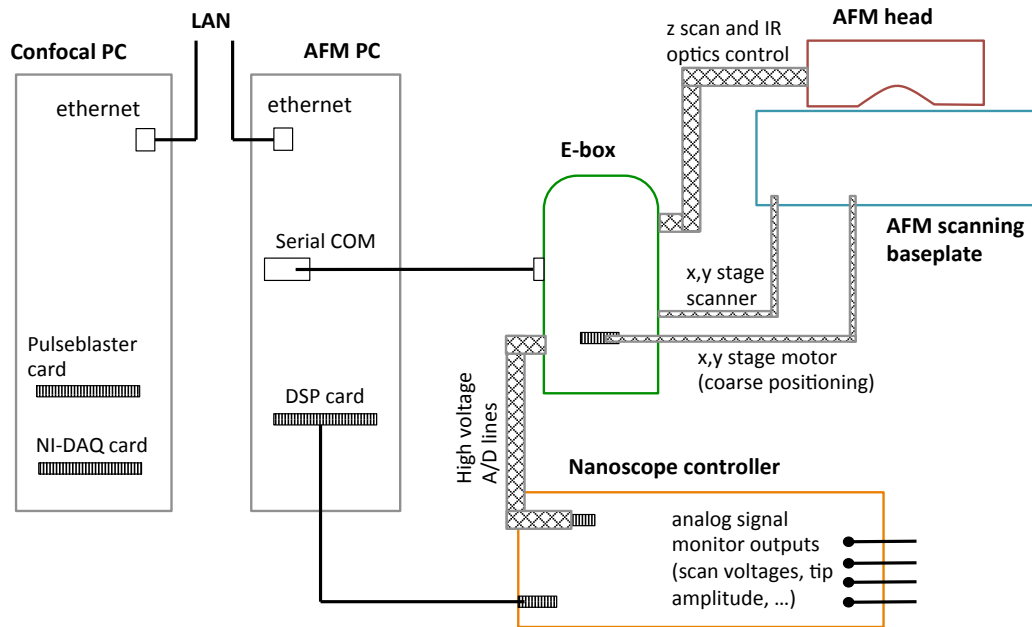 LAN
Confocal PC
AFM PC
ethernet
ethernet
Serial COM
Pulseblaster
card
NI-DAQ card
DSP card
z scan and IR
optics control
AFM head
E-box
AFM scanning
baseplate
x,y stage
scanner
x,y stage motor
(coarse positioning)
High voltage
A/D lines
Nanoscope controller
analog signal
monitor outputs
(scan voltages, tip
amplitude, ...)